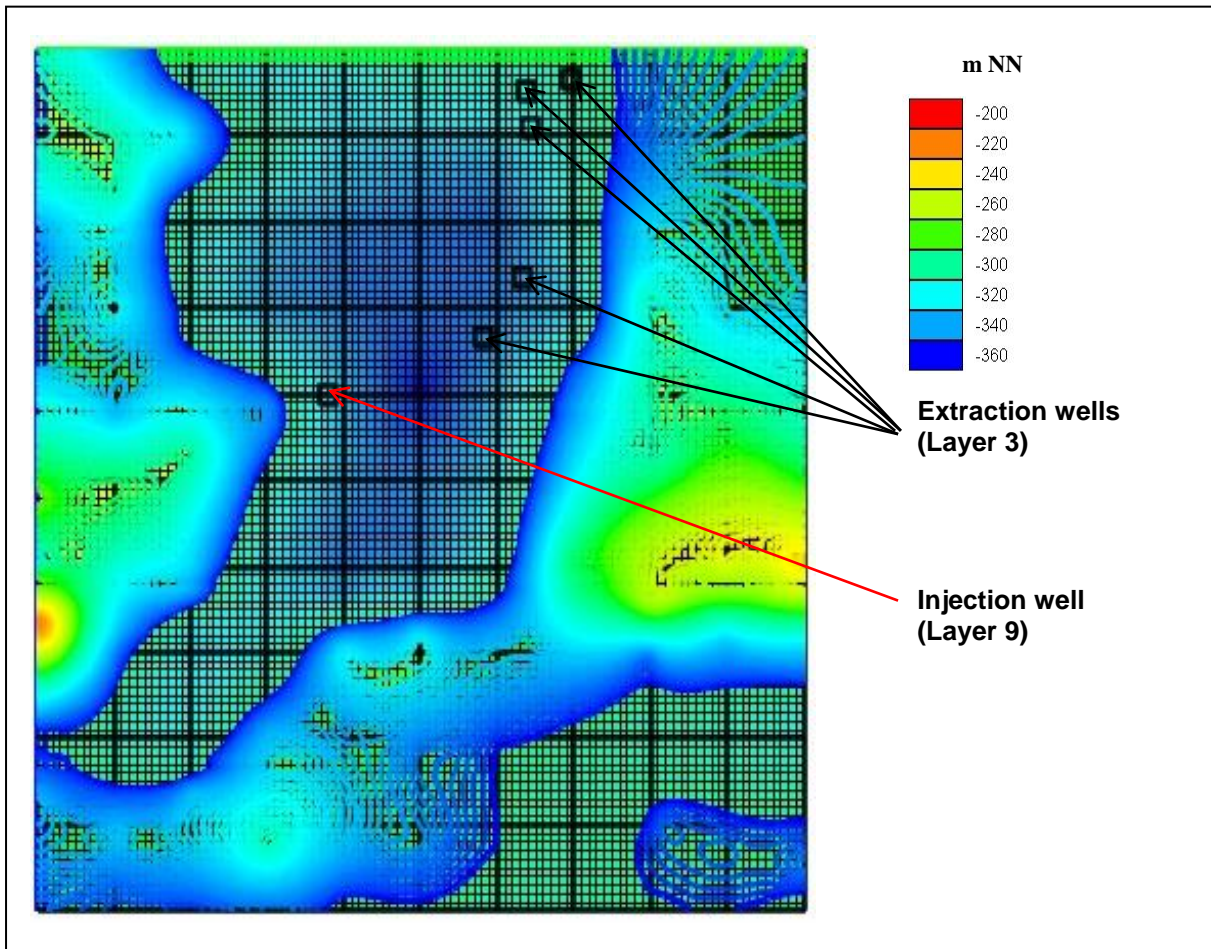 m NN
-200
-220
-240
-260
-280
-300
-320
-340
-360
Extraction wells
(Layer 3)
Injection well
(Layer 9)